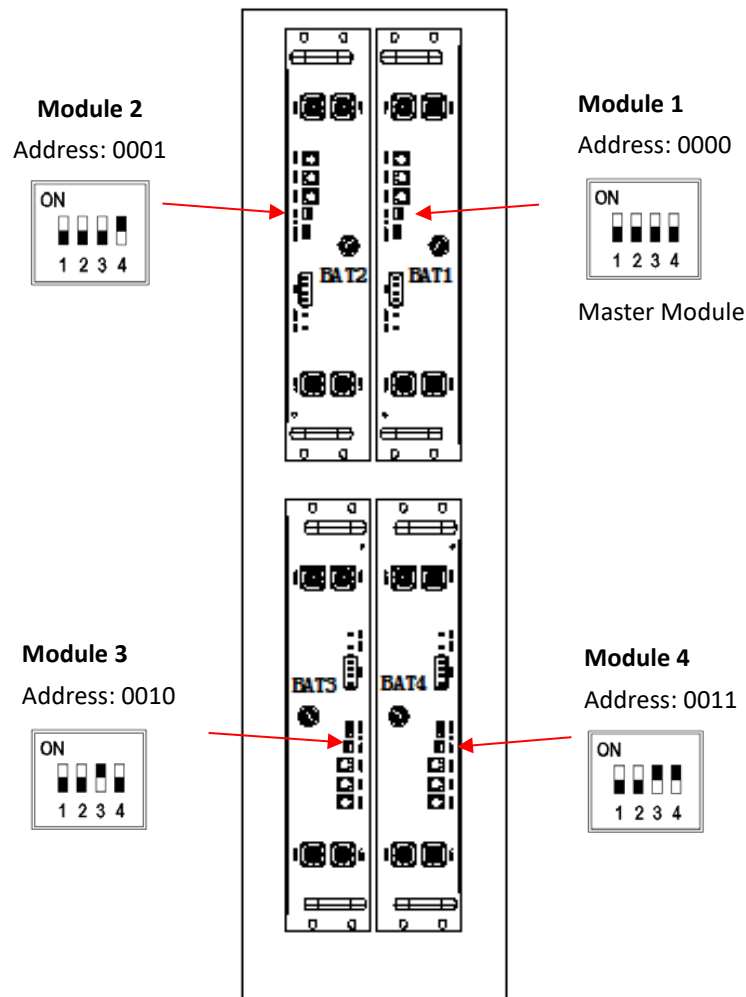 Module 2
Address: 0001
ON
1 2 3 4
Module 1
Address: 0000
ON
1 2 3 4
Master Module
BAT2
BAT1
Module 3
Address: 0010
ON
1 2 3 4
BAT3
BAT4
Module 4
Address: 0011
ON
1 2 3 4